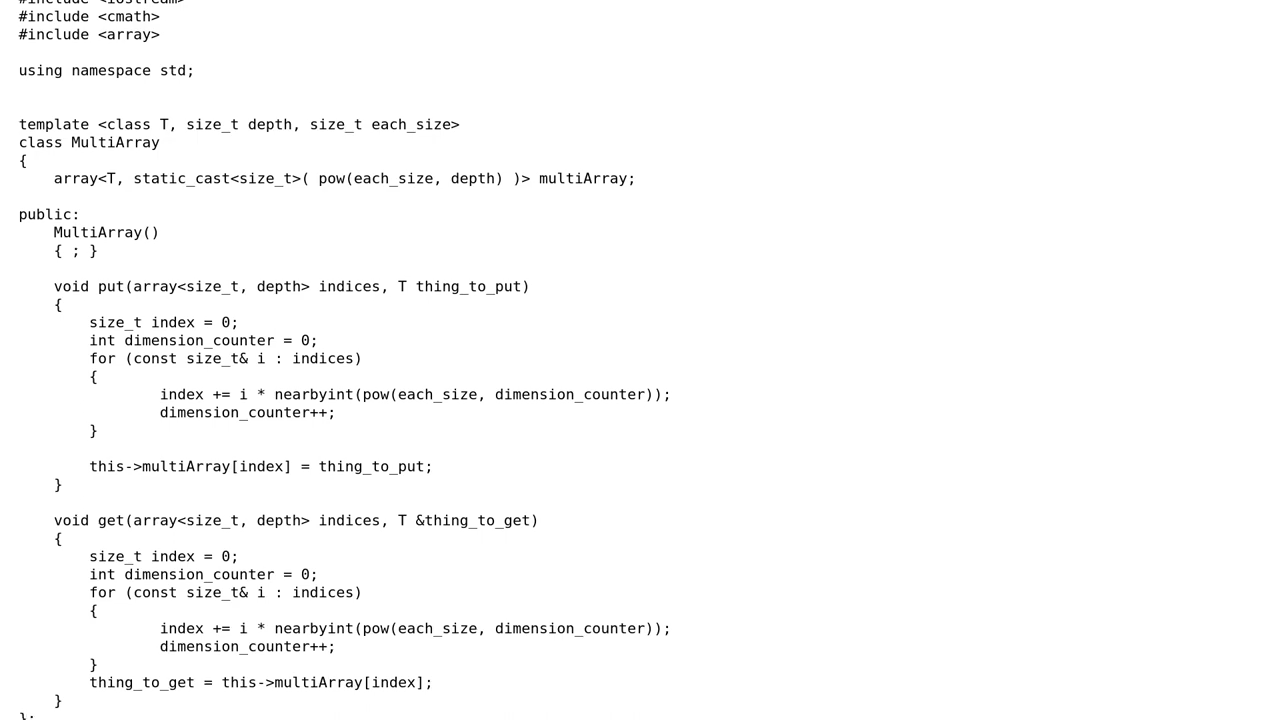 #include <iostream>
#include <cmath>
#include <array>

using namespace std;


template <class T, size_t depth, size_t each_size>
class MultiArray
{
    array<T, static_cast<size_t>( pow(each_size, depth) )> multiArray;

public:
    MultiArray()
    { ; }

    void put(array<size_t, depth> indices, T thing_to_put)
    {
        size_t index = 0;
        int dimension_counter = 0;
        for (const size_t& i : indices)
        {
                index += i * nearbyint(pow(each_size, dimension_counter));
                dimension_counter++;
        }

        this->multiArray[index] = thing_to_put;
    }

    void get(array<size_t, depth> indices, T &thing_to_get)
    {
        size_t index = 0;
        int dimension_counter = 0;
        for (const size_t& i : indices)
        {
                index += i * nearbyint(pow(each_size, dimension_counter));
                dimension_counter++;
        }
        thing_to_get = this->multiArray[index];
    }
};